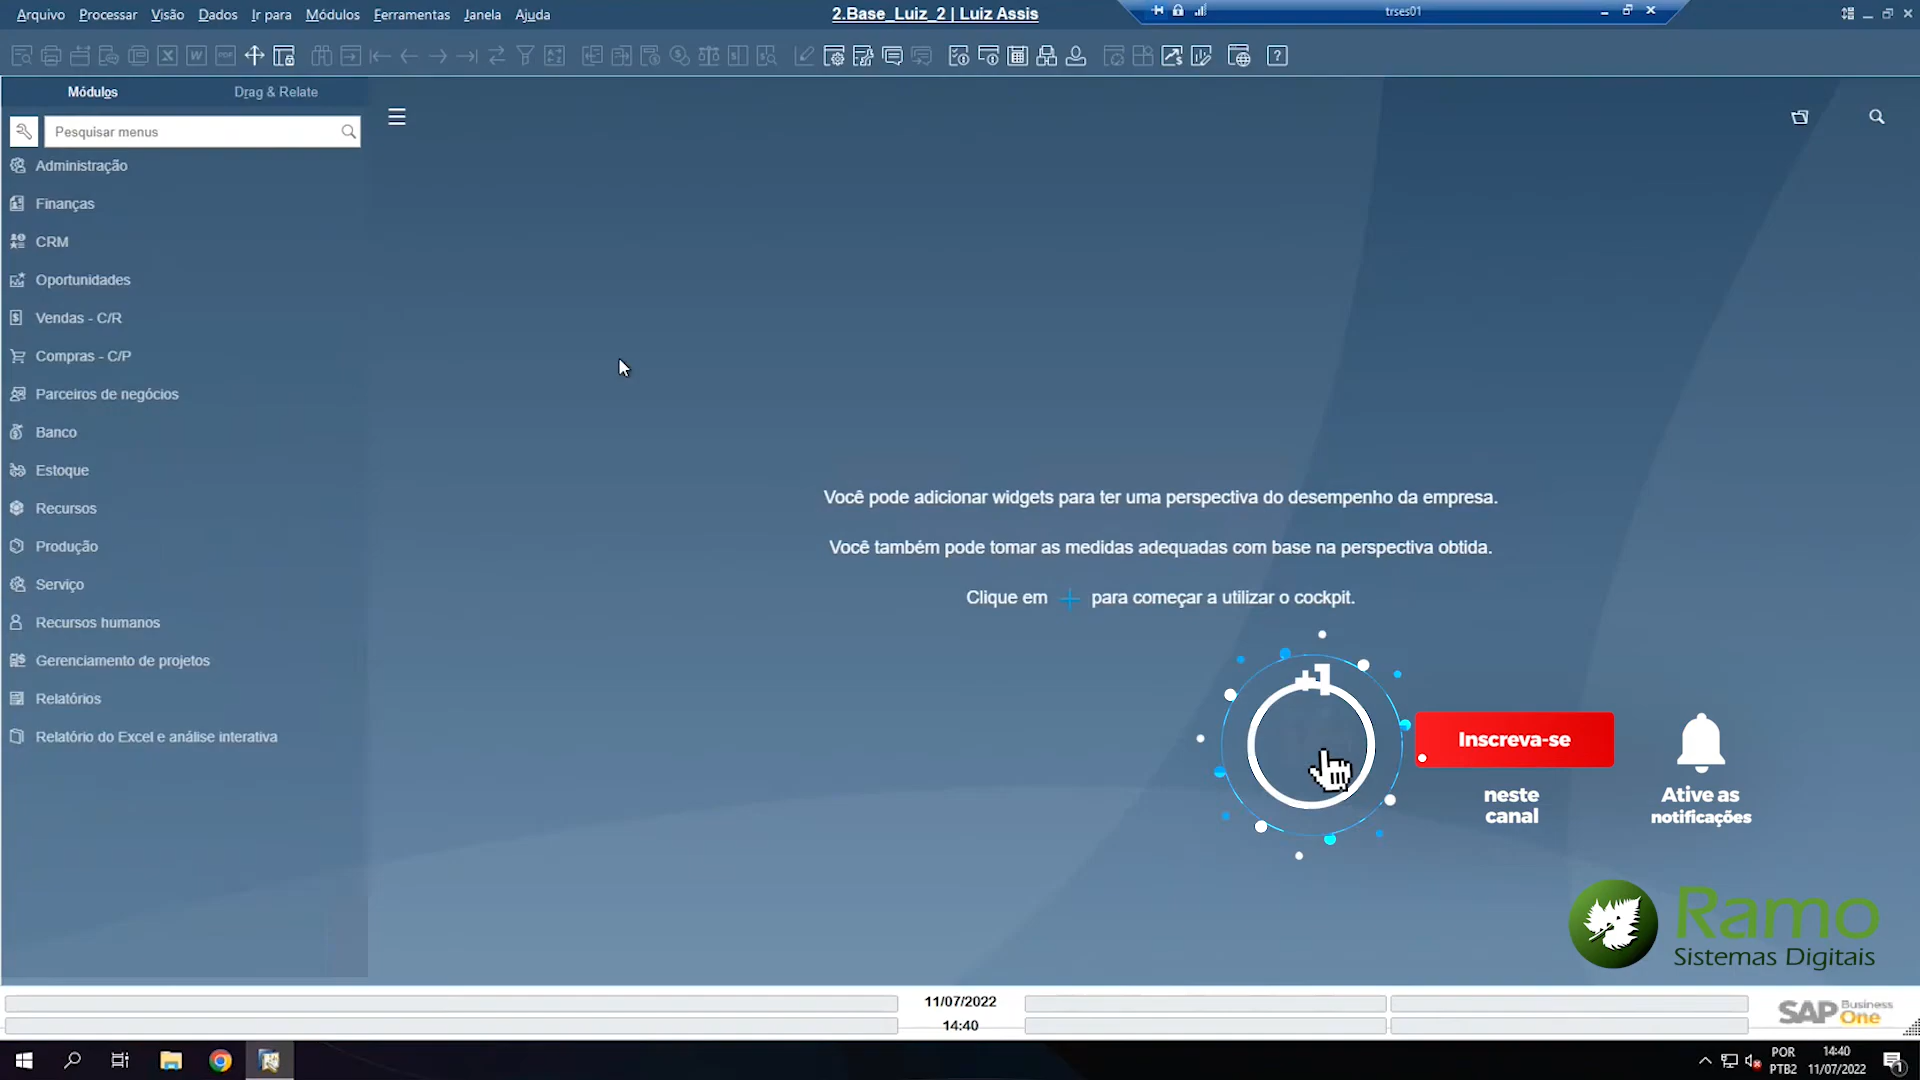 Arquivo Processar Visão Dados Ir para Módulos Ferramentas Janela Ajuda
2.Base_Luiz_2 | Luiz Assis
trses01
Módulos Drag & Relate
Pesquisar menus
Administração
Finanças
CRM
Oportunidades
Vendas - C/R
Compras - C/P
Parceiros de negócios
Banco
Estoque
Recursos
Produção
Serviço
Recursos humanos
Gerenciamento de projetos
Relatórios
Relatório do Excel e análise interativa
Você pode adicionar widgets para ter uma perspectiva do desempenho da empresa.
Você também pode tomar as medidas adequadas com base na perspectiva obtida.
Clique em + para começar a utilizar o cockpit.
+1
Inscreva-se
neste
canal
Ative as
notificações
Ramo
Sistemas Digitais
11/07/2022
14:40
SAP Business
One
POR
PTB2
14:40
11/07/2022
1